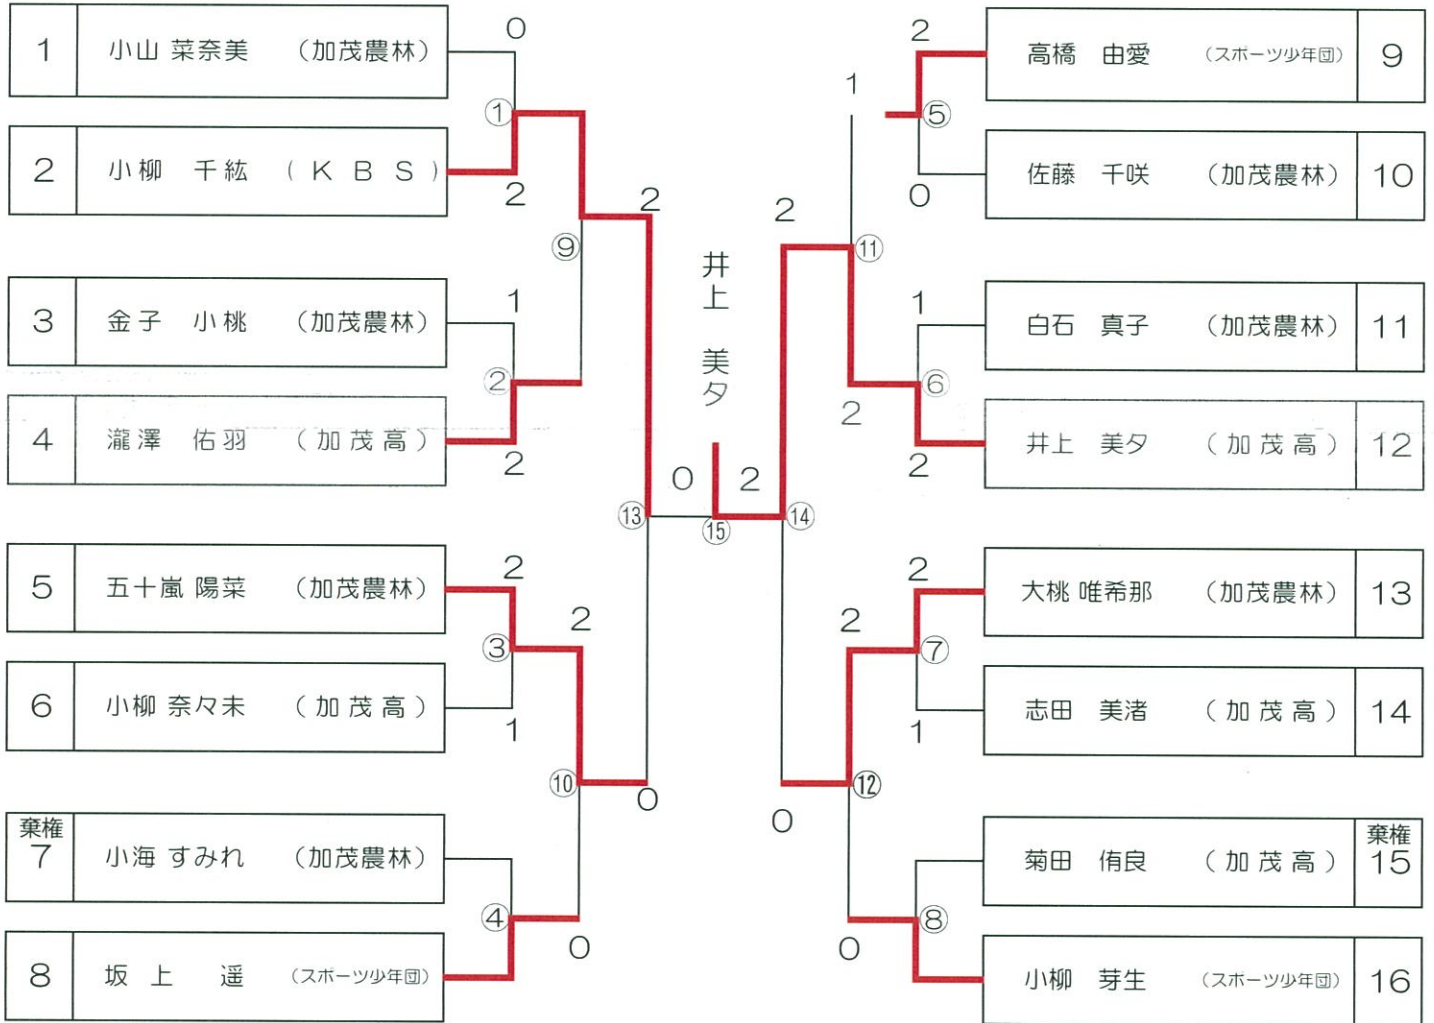 1 小山 菜奈美 （加茂農林）
0
①
2 小柳 千紘 （ＫＢＳ）
2
2
⑨
3 金子 小桃 （加茂農林）
1
②
4 瀧澤 佑羽 （加茂高）
2
⑬
5 五十嵐 陽菜 （加茂農林）
2
③
2
6 小柳 奈々未 （加茂高）
1
⑩
0
棄権
7 小海 すみれ （加茂農林）
④
0
8 坂上 遥 （スポーツ少年団）
井上 美夕
0 2
⑮
2
高橋 由愛 （スポーツ少年団） 9
1
⑤
佐藤 千咲 （加茂農林） 10
0
2
⑪
1
白石 真子 （加茂農林） 11
⑥
2
井上 美夕 （加茂高） 12
2
⑭
2
大桃 唯希那 （加茂農林） 13
2
⑦
志田 美渚 （加茂高） 14
1
⑫
0
棄権
菊田 侑良 （加茂高） 15
⑧
0
小柳 芽生 （スポーツ少年団） 16